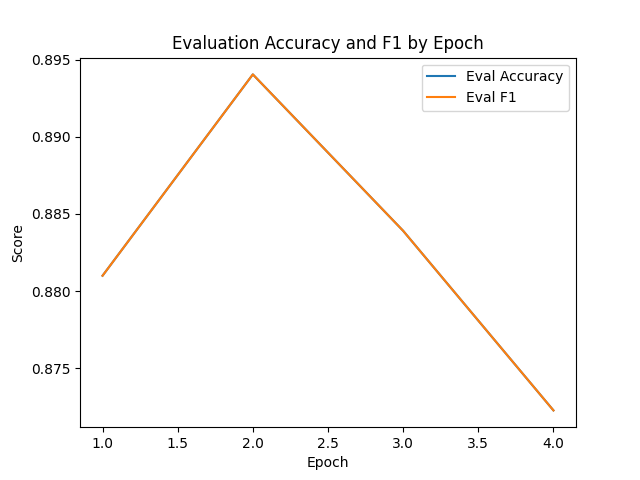 Evaluation Accuracy and F1 by Epoch
0.895
0.890
0.885
0.880
0.875
Score
Eval Accuracy
Eval F1
1.0 1.5 2.0 2.5 3.0 3.5 4.0
Epoch